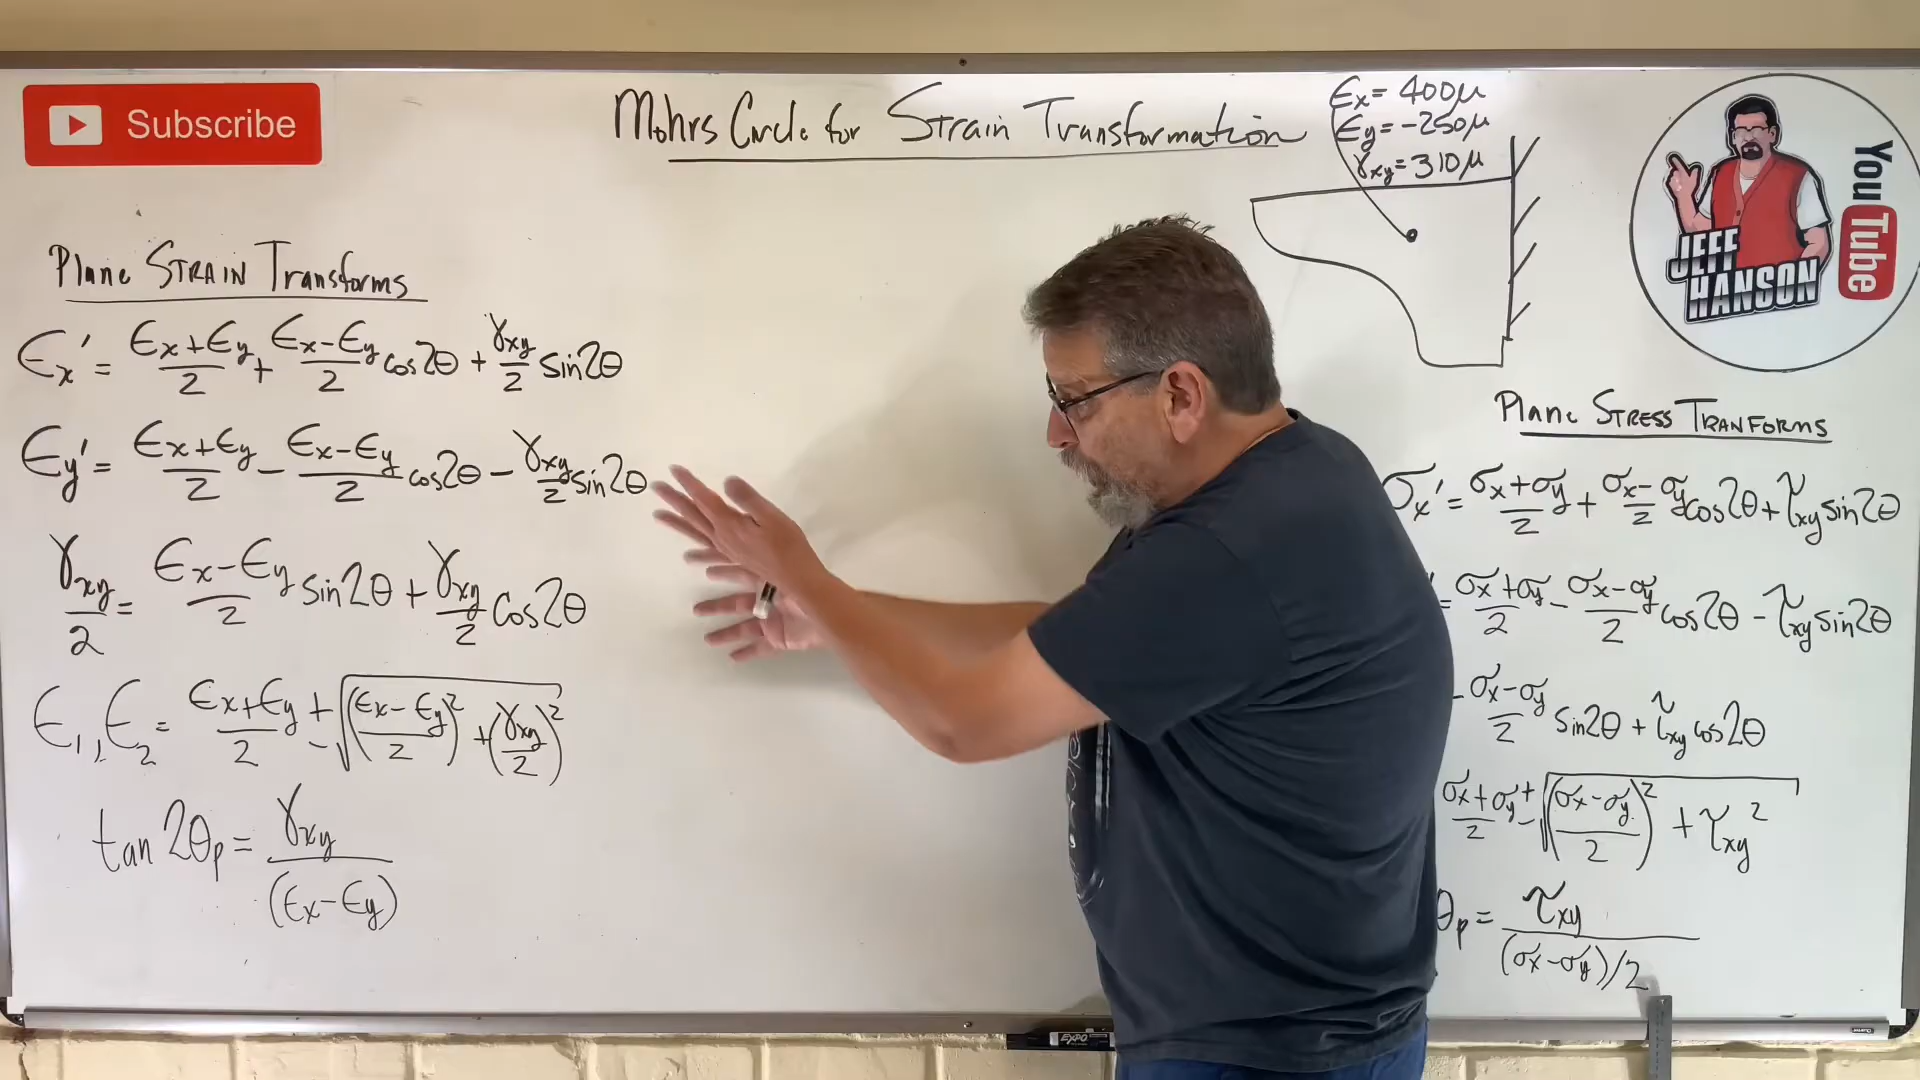 Subscribe
Mohrs Circle for Strain Transformation
ϵx = 400μ
ϵy = -250μ
γxy = 310μ
YouTube
JEFF
HANSON
Plane STRAIN Transforms
ϵx' = (ϵx+ϵy)/2 + (ϵx-ϵy)/2 cos2θ + γxy/2 sin2θ
ϵy' = (ϵx+ϵy)/2 - (ϵx-ϵy)/2 cos2θ - γxy/2 sin2θ
γxy/2 = (ϵx-ϵy)/2 sin2θ + γxy/2 cos2θ
ϵ1, ϵ2 = (ϵx+ϵy)/2 ± √(((ϵx-ϵy)/2)² + (γxy/2)²)
tan 2θp = γxy/(ϵx-ϵy)
Plane STRESS TRANFORMS
σx' = (σx+σy)/2 + (σx-σy)/2 cos2θ + τxy sin2θ
= (σx+σy)/2 - (σx-σy)/2 cos2θ - τxy sin2θ
- (σx-σy)/2 sin2θ + τxy cos2θ
(σx+σy)/2 ± √(((σx-σy)/2)² + τxy²)
θp = τxy/((σx-σy)/2)
EXPO